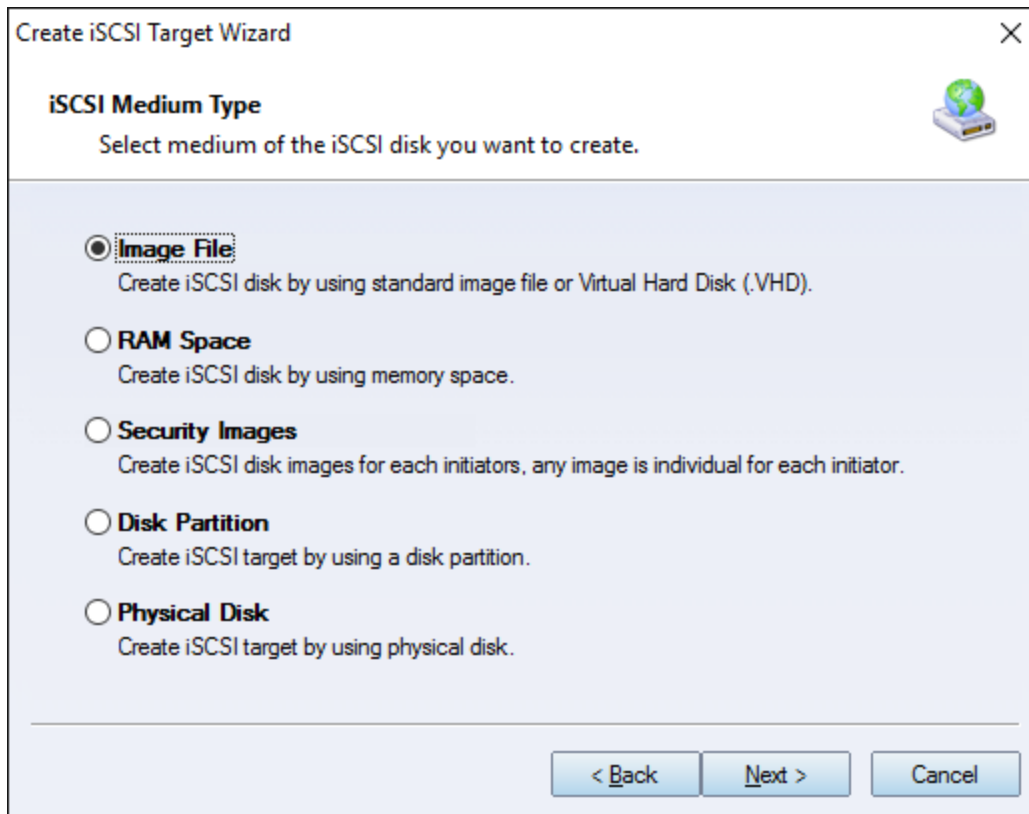 Create iSCSI Target Wizard
iSCSI Medium Type
Select medium of the iSCSI disk you want to create.
Image File
Create iSCSI disk by using standard image file or Virtual Hard Disk (.VHD).
RAM Space
Create iSCSI disk by using memory space.
Security Images
Create iSCSI disk images for each initiators, any image is individual for each initiator.
Disk Partition
Create iSCSI target by using a disk partition.
Physical Disk
Create iSCSI target by using physical disk.
< Back Next > Cancel